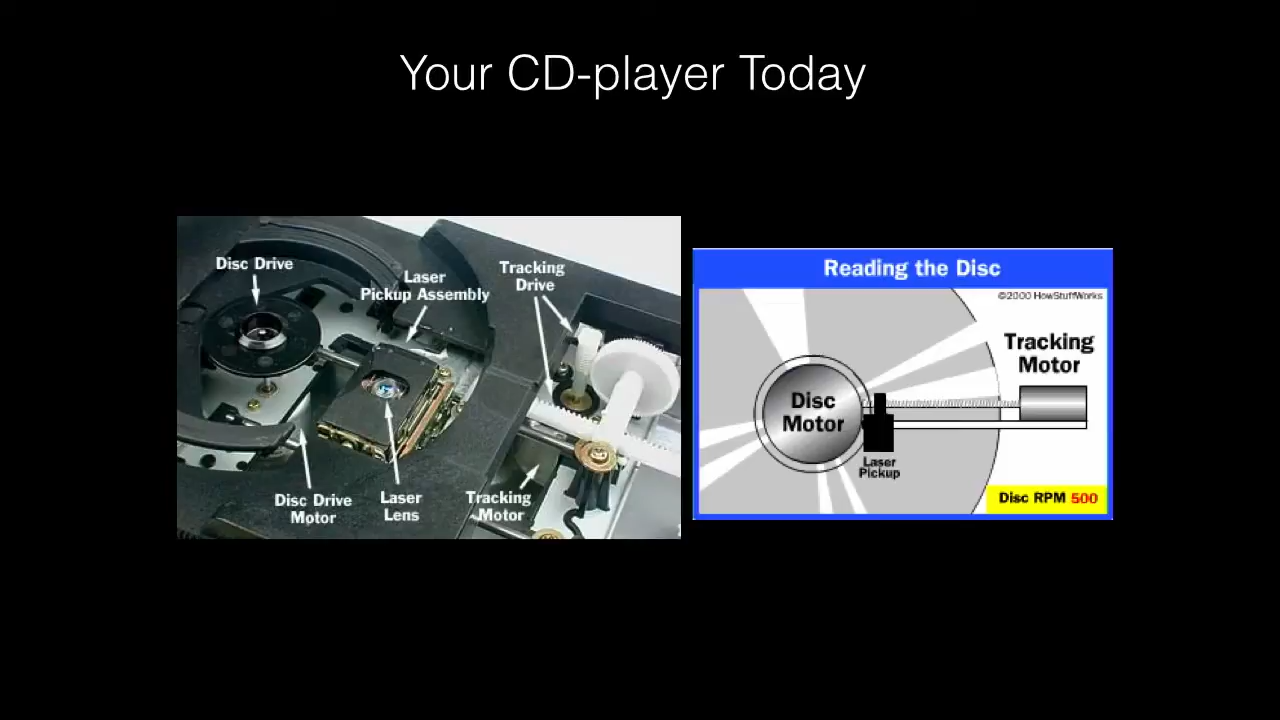 Your CD-player Today
Disc Drive
Laser
Pickup Assembly
Tracking
Drive
Disc Drive
Motor
Laser
Lens
Tracking
Motor
Reading the Disc
©2000 HowStuffWorks
Tracking
Motor
Disc
Motor
Laser
Pickup
Disc RPM 500